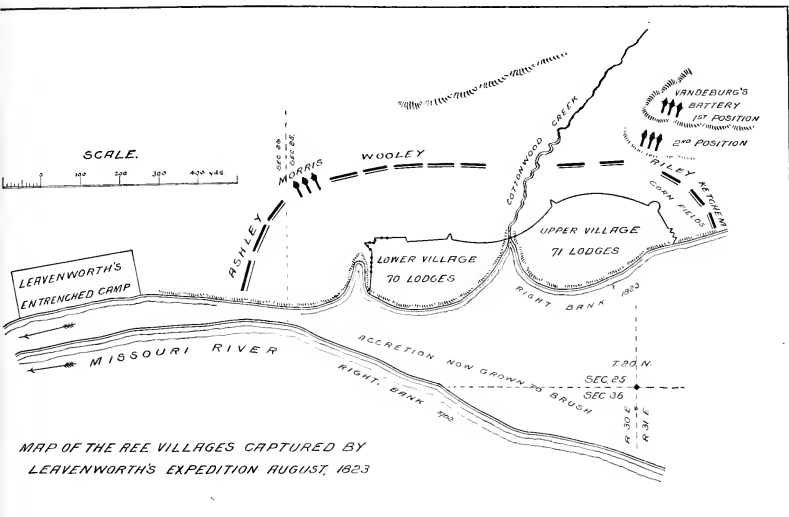 VANDEBURG'S
BATTERY
1ST POSITION
2ND POSITION
SCALE.
0 100 200 300 400 yds.
SEC 26
SEC 25.
MORRIS
WOOLEY
COTTONWOOD CREEK
RILEY
KETCHEM
CORN FIELDS
ASHLEY
UPPER VILLAGE
71 LODGES
LOWER VILLAGE
70 LODGES
LEAVENWORTH'S
ENTRENCHED CAMP
RIGHT BANK 1823
MISSOURI RIVER
ACCRETION NOW GROWN TO BRUSH
RIGHT. BANK 1902
T. 20 N.
SEC. 25
SEC 36
R 30 E
R 31 E
MAP OF THE REE VILLAGES CAPTURED BY
LEAVENWORTH'S EXPEDITION AUGUST, 1823